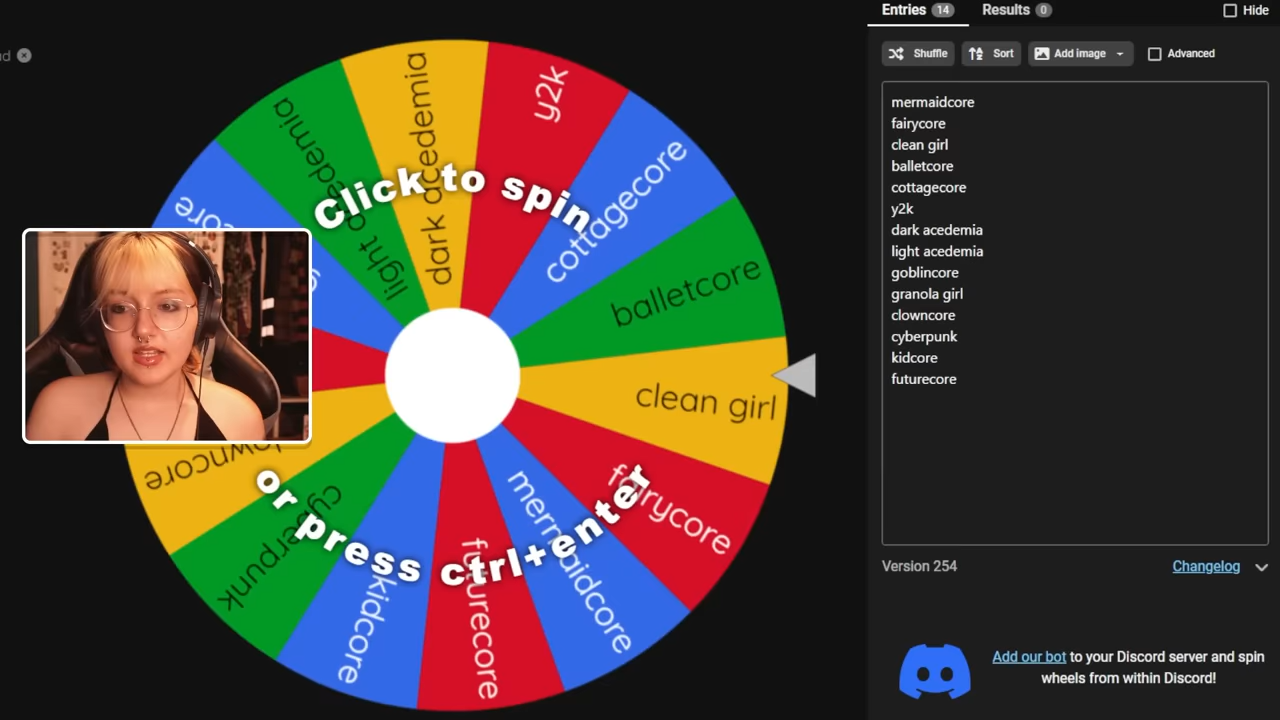 Entries 14 Results 0 Hide
Shuffle Sort Add image Advanced
mermaidcore
fairycore
clean girl
balletcore
cottagecore
y2k
dark acedemia
light acedemia
goblincore
granola girl
clowncore
cyberpunk
kidcore
futurecore
Version 254 Changelog
Add our bot to your Discord server and spin
wheels from within Discord!
Click to spin
or press ctrl+enter
light acedemia
dark acedemia
y2k
cottagecore
balletcore
clean girl
fairycore
mermaidcore
futurecore
kidcore
cyberpunk